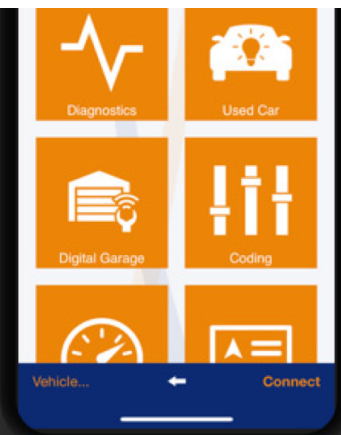 Diagnostics
Used Car
Digital Garage
Coding
Vehicle...
Connect